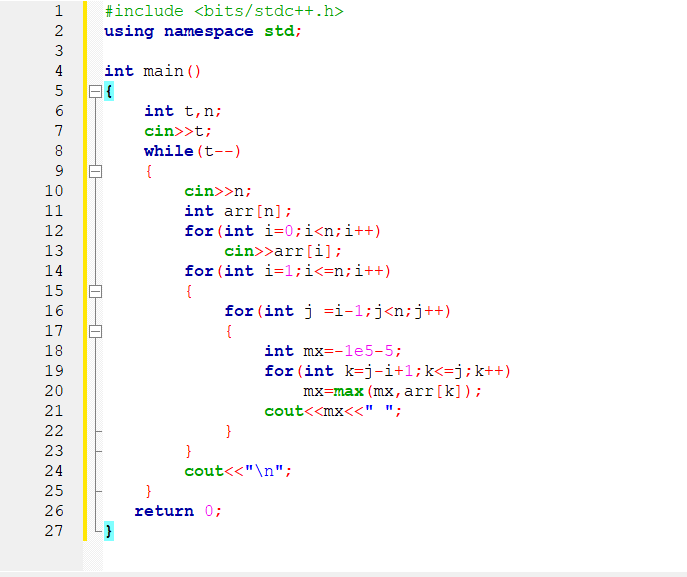 1 #include <bits/stdc++.h>
2 using namespace std;
3
4 int main()
5 {
6 int t,n;
7 cin>>t;
8 while(t--)
9 {
10 cin>>n;
11 int arr[n];
12 for(int i=0;i<n;i++)
13 cin>>arr[i];
14 for(int i=1;i<=n;i++)
15 {
16 for(int j =i-1;j<n;j++)
17 {
18 int mx=-1e5-5;
19 for(int k=j-i+1;k<=j;k++)
20 mx=max(mx,arr[k]);
21 cout<<mx<<" ";
22 }
23 }
24 cout<<"\n";
25 }
26 return 0;
27 }